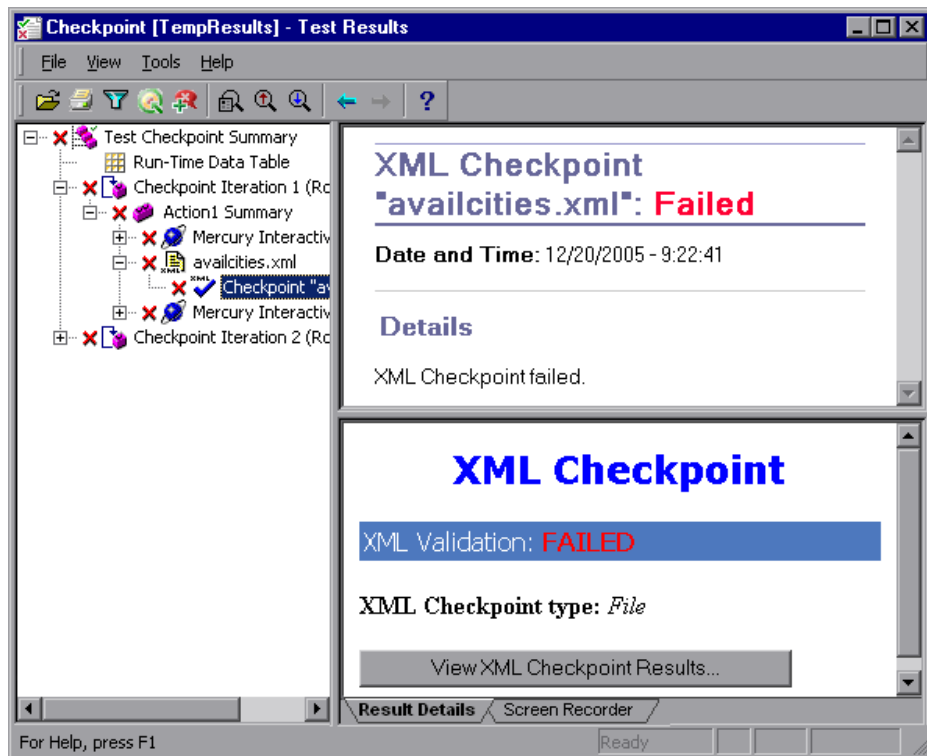 Checkpoint [TempResults] - Test Results
File View Tools Help
Test Checkpoint Summary
Run-Time Data Table
Checkpoint Iteration 1 (Ro
Action1 Summary
Mercury Interactiv
XML availcities.xml
XML Checkpoint "av
Mercury Interactiv
Checkpoint Iteration 2 (Ro
XML Checkpoint
"availcities.xml": Failed
Date and Time: 12/20/2005 - 9:22:41
Details
XML Checkpoint failed.
XML Checkpoint
XML Validation: FAILED
XML Checkpoint type: File
View XML Checkpoint Results...
Result Details Screen Recorder
For Help, press F1 Ready